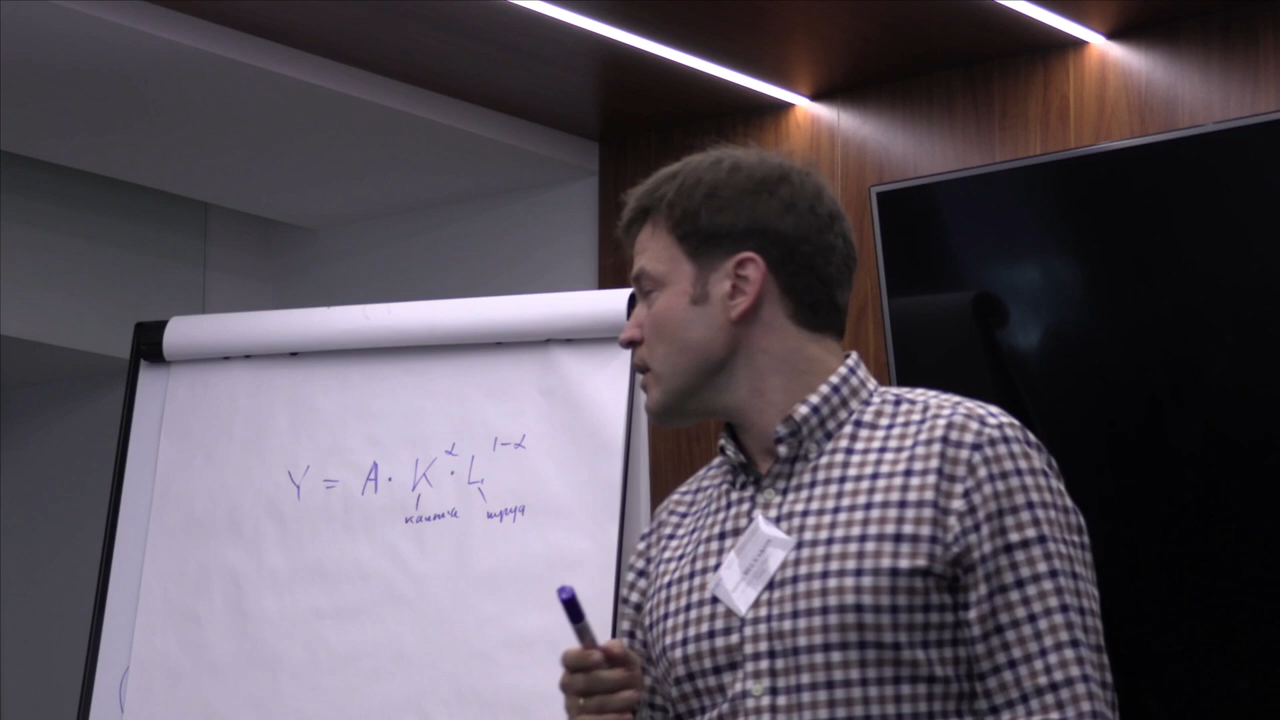 Y = A · K^α · L^{1-α}
капитал труд